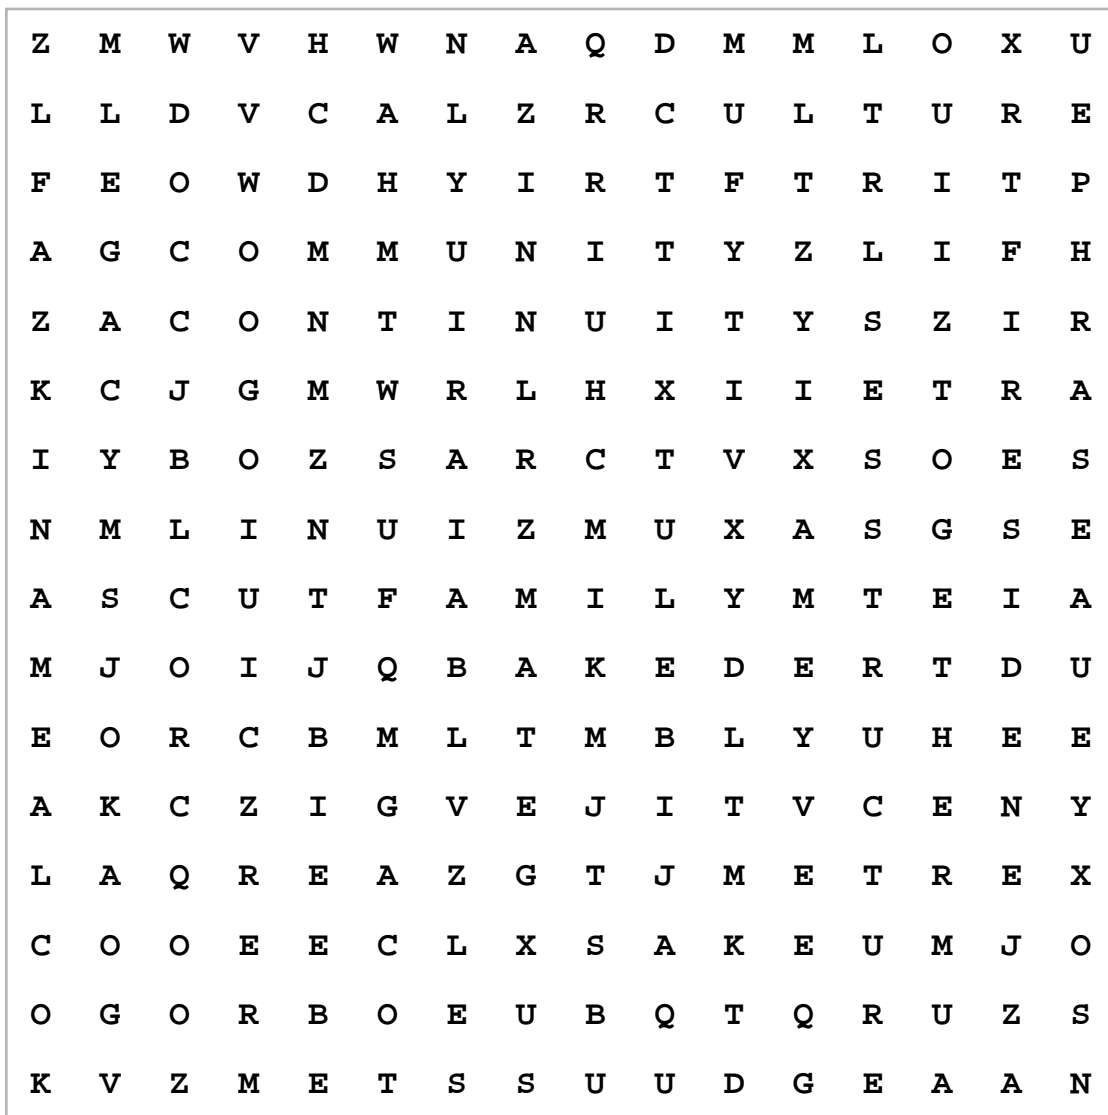 Z M W V H W N A Q D M M L O X U
L L D V C A L Z R C U L T U R E
F E O W D H Y I R T F T R I T P
A G C O M M U N I T Y Z L I F H
Z A C O N T I N U I T Y S Z I R
K C J G M W R L H X I I E T R A
I Y B O Z S A R C T V X S O E S
N M L I N U I Z M U X A S G S E
A S C U T F A M I L Y M T E I A
M J O I J Q B A K E D E R T D U
E O R C B M L T M B L Y U H E E
A K C Z I G V E J I T V C E N Y
L A Q R E A Z G T J M E T R E X
C O O E E C L X S A K E U M J O
O G O R B O E U B Q T Q R U Z S
K V Z M E T S S U U D G E A A N